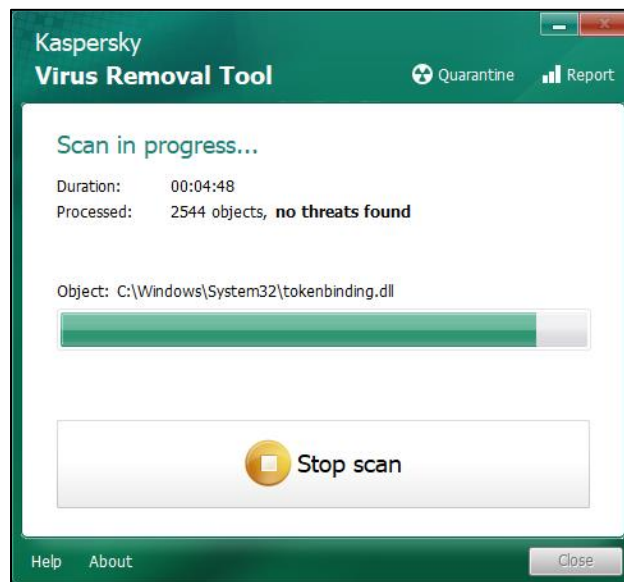 Kaspersky
Virus Removal Tool
Quarantine
Report
Scan in progress...
Duration: 00:04:48
Processed: 2544 objects, no threats found
Object: C:\Windows\System32\tokenbinding.dll
Stop scan
Help About
Close